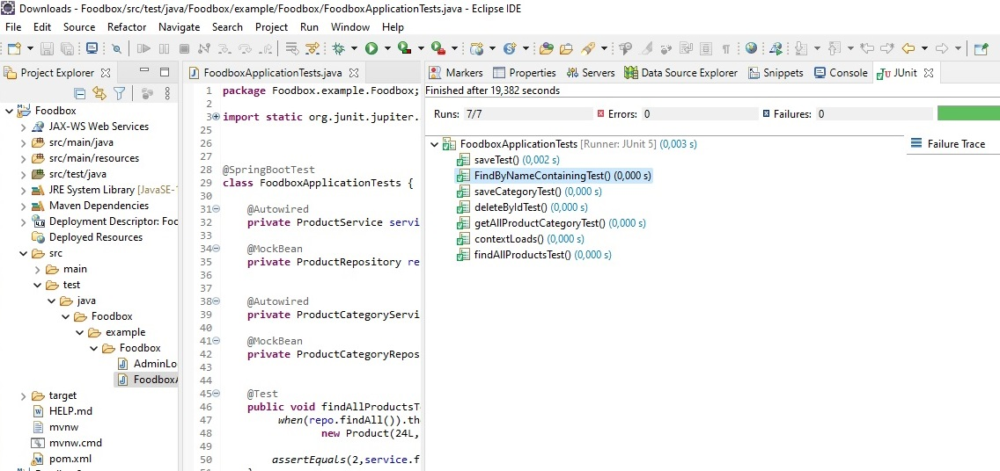 Downloads - Foodbox/src/test/java/Foodbox/example/Foodbox/FoodboxApplicationTests.java - Eclipse IDE
File Edit Source Refactor Navigate Search Project Run Window Help
Project Explorer
Foodbox
JAX-WS Web Services
src/main/java
src/main/resources
src/test/java
JRE System Library [JavaSE-
Maven Dependencies
Deployment Descriptor: Foo
Deployed Resources
src
main
test
java
Foodbox
example
Foodbox
AdminLo
FoodboxA
target
HELP.md
mvnw
mvnw.cmd
pom.xml
FoodboxApplicationTests.java
1 package Foodbox.example.Foodbox;
2
3 import static org.junit.jupiter.
25
26
27
28 @SpringBootTest
29 class FoodboxApplicationTests {
30
31 @Autowired
32 private ProductService servi
33
34 @MockBean
35 private ProductRepository re
36
37
38 @Autowired
39 private ProductCategoryServi
40
41 @MockBean
42 private ProductCategoryRepos
43
44
45 @Test
46 public void findAllProductsT
47 when(repo.findAll()).the
48 new Product(24L,
49
50 assertEquals(2,service.f
Markers Properties Servers Data Source Explorer Snippets Console JUnit
Finished after 19,382 seconds
Runs: 7/7 Errors: 0 Failures: 0
FoodboxApplicationTests [Runner: JUnit 5] (0,003 s)
saveTest() (0,002 s)
FindByNameContainingTest() (0,000 s)
saveCategoryTest() (0,000 s)
deleteByIdTest() (0,000 s)
getAllProductCategoryTest() (0,000 s)
contextLoads() (0,000 s)
findAllProductsTest() (0,000 s)
Failure Trace